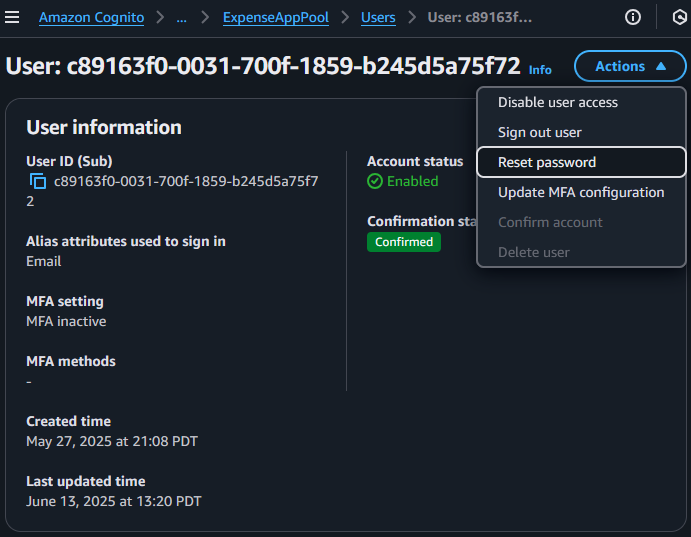 Amazon Cognito > ... > ExpenseAppPool > Users > User: c89163f...
User: c89163f0-0031-700f-1859-b245d5a75f72 Info
Actions
Disable user access
Sign out user
Reset password
Update MFA configuration
Confirm account
Delete user
User information
User ID (Sub)
c89163f0-0031-700f-1859-b245d5a75f7
2
Alias attributes used to sign in
Email
MFA setting
MFA inactive
MFA methods
-
Created time
May 27, 2025 at 21:08 PDT
Last updated time
June 13, 2025 at 13:20 PDT
Account status
Enabled
Confirmation sta
Confirmed